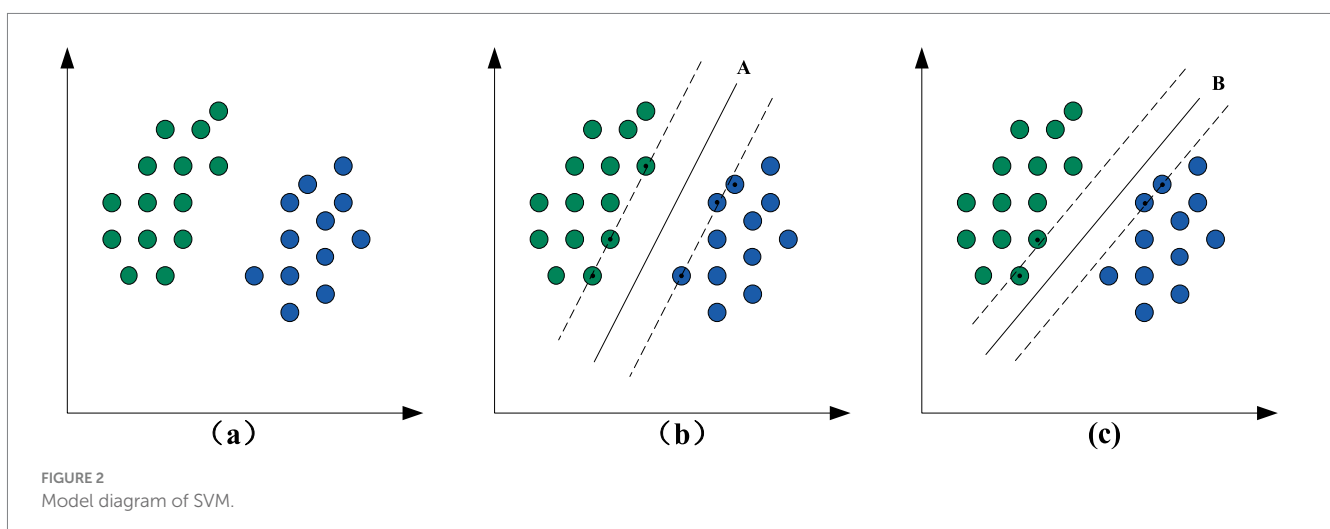 A
B
（a）
（b）
(c)
FIGURE 2
Model diagram of SVM.